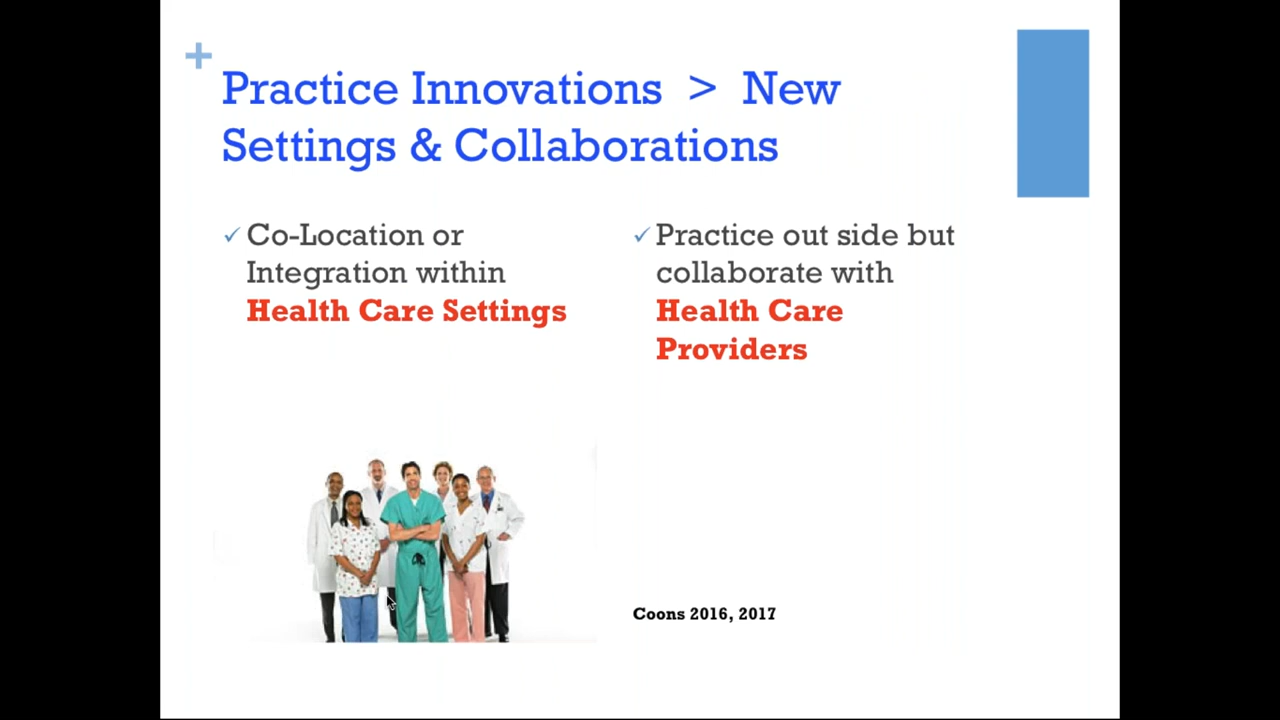 Practice Innovations > New
Settings & Collaborations
✓ Co-Location or
Integration within
Health Care Settings
✓ Practice out side but
collaborate with
Health Care
Providers
Coons 2016, 2017